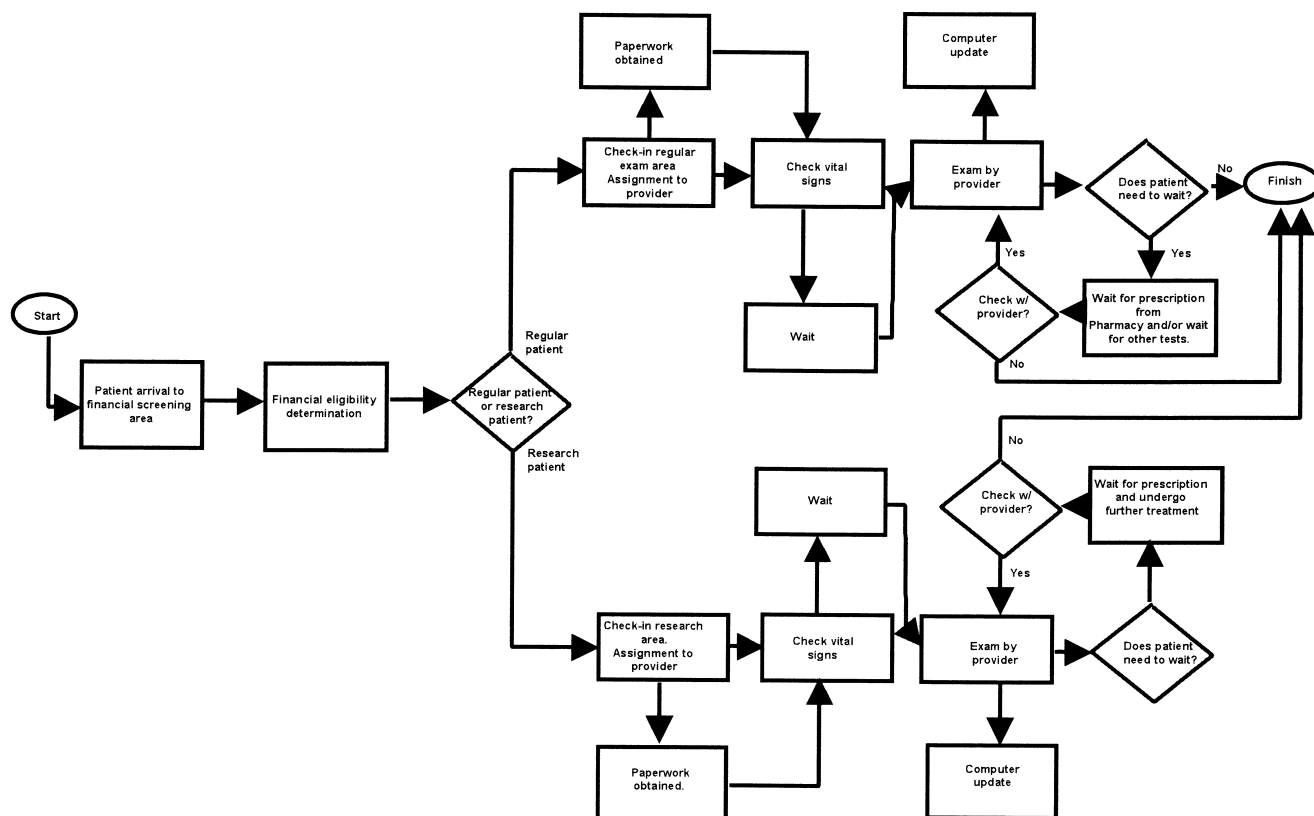 Paperwork
obtained
Computer
update
Check-in regular
exam area
Assignment to
provider
Check vital
signs
Exam by
provider
Does patient
need to wait?
No
Finish
Yes
Yes
Check w/
provider?
Wait for prescription
from
Pharmacy and/or wait
for other tests.
Wait
No
Start
Regular
patient
Patient arrival to
financial screening
area
Financial eligibility
determination
Regular patient
or research
patient?
Research
patient
No
Wait
Check w/
provider?
Wait for prescription
and undergo
further treatment
Yes
Check-in research
area.
Assignment to
provider
Check vital
signs
Exam by
provider
Does patient
need to wait?
Paperwork
obtained.
Computer
update